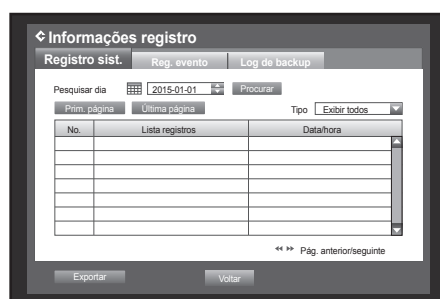 Informações registro
Registro sist. Reg. evento Log de backup
Pesquisar dia 2015-01-01 Procurar
Prim. página Última página Tipo Exibir todos
No. Lista registros Data/hora
Pág. anterior/seguinte
Exportar Voltar